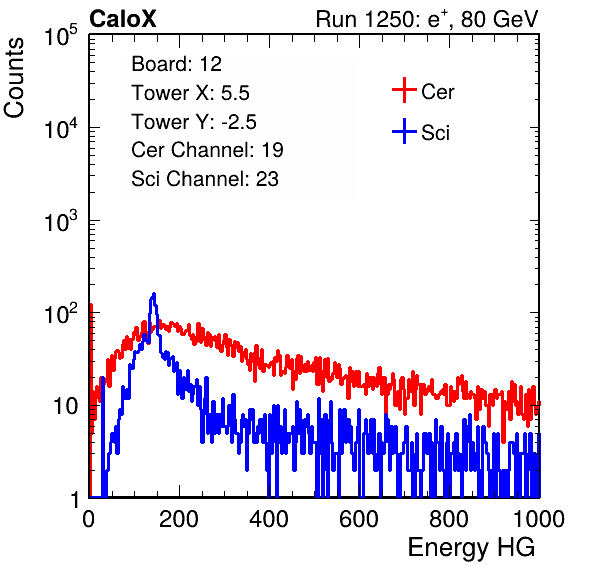 CaloX Run 1250: e⁺, 80 GeV
Counts
Board: 12
Tower X: 5.5
Tower Y: -2.5
Cer Channel: 19
Sci Channel: 23
Cer
Sci
10⁵
10⁴
10³
10²
10
1
0 200 400 600 800 1000
Energy HG